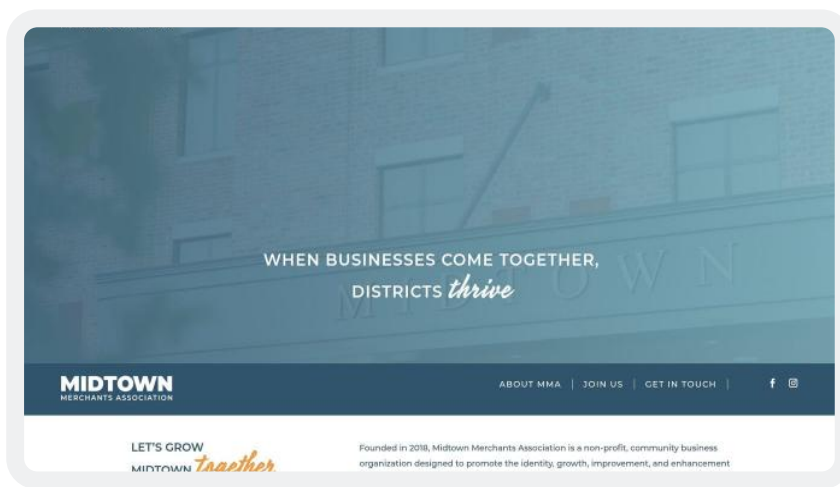 WHEN BUSINESSES COME TOGETHER,
DISTRICTS thrive
MIDTOWN
MIDTOWN
MERCHANTS ASSOCIATION
ABOUT MMA | JOIN US | GET IN TOUCH |
LET'S GROW
MIDTOWN together
Founded in 2018, Midtown Merchants Association is a non-profit, community business
organization designed to promote the identity, growth, improvement, and enhancement